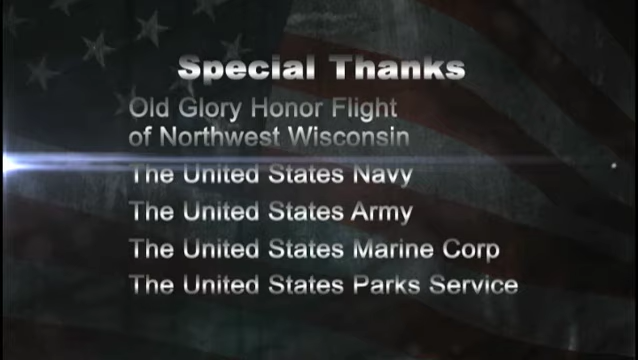 Special Thanks
Old Glory Honor Flight
of Northwest Wisconsin
The United States Navy
The United States Army
The United States Marine Corp
The United States Parks Service